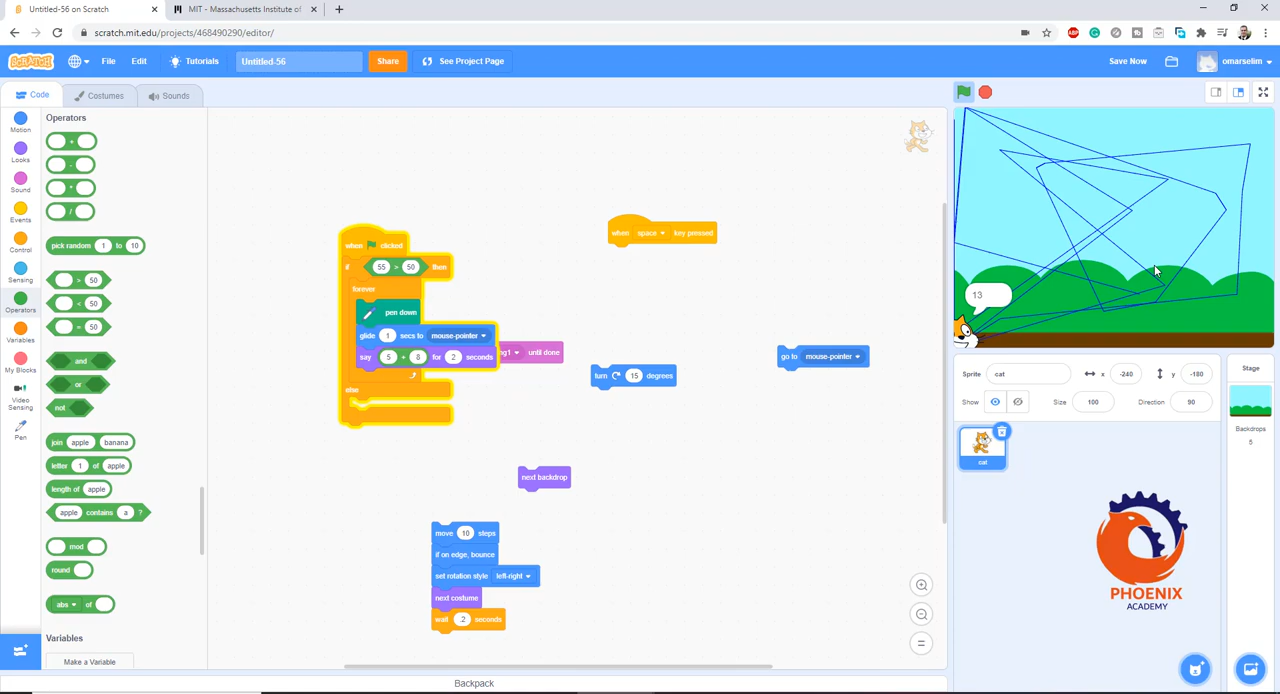 Untitled-56 on Scratch
MIT - Massachusetts Institute of
scratch.mit.edu/projects/468490290/editor/
SCRATCH File Edit Tutorials Untitled-56 Share See Project Page Save Now omarselim
Code Costumes Sounds
Motion
Looks
Sound
Events
Control
Sensing
Operators
Variables
My Blocks
Video
Sensing
Pen
Operators
+
-
*
/
pick random 1 to 10
> 50
< 50
= 50
and
or
not
join apple banana
letter 1 of apple
length of apple
apple contains a ?
mod
round
abs of
Variables
Make a Variable
when clicked
if 55 > 50 then
forever
pen down
glide 1 secs to mouse-pointer
say 5 + 8 for 2 seconds
else
until done
when space key pressed
turn 15 degrees
go to mouse-pointer
next backdrop
move 10 steps
if on edge, bounce
set rotation style left-right
next costume
wait .2 seconds
Backpack
13
Sprite cat x -240 y -180
Show Size 100 Direction 90
cat
Stage
Backdrops
5
PHOENIX
ACADEMY